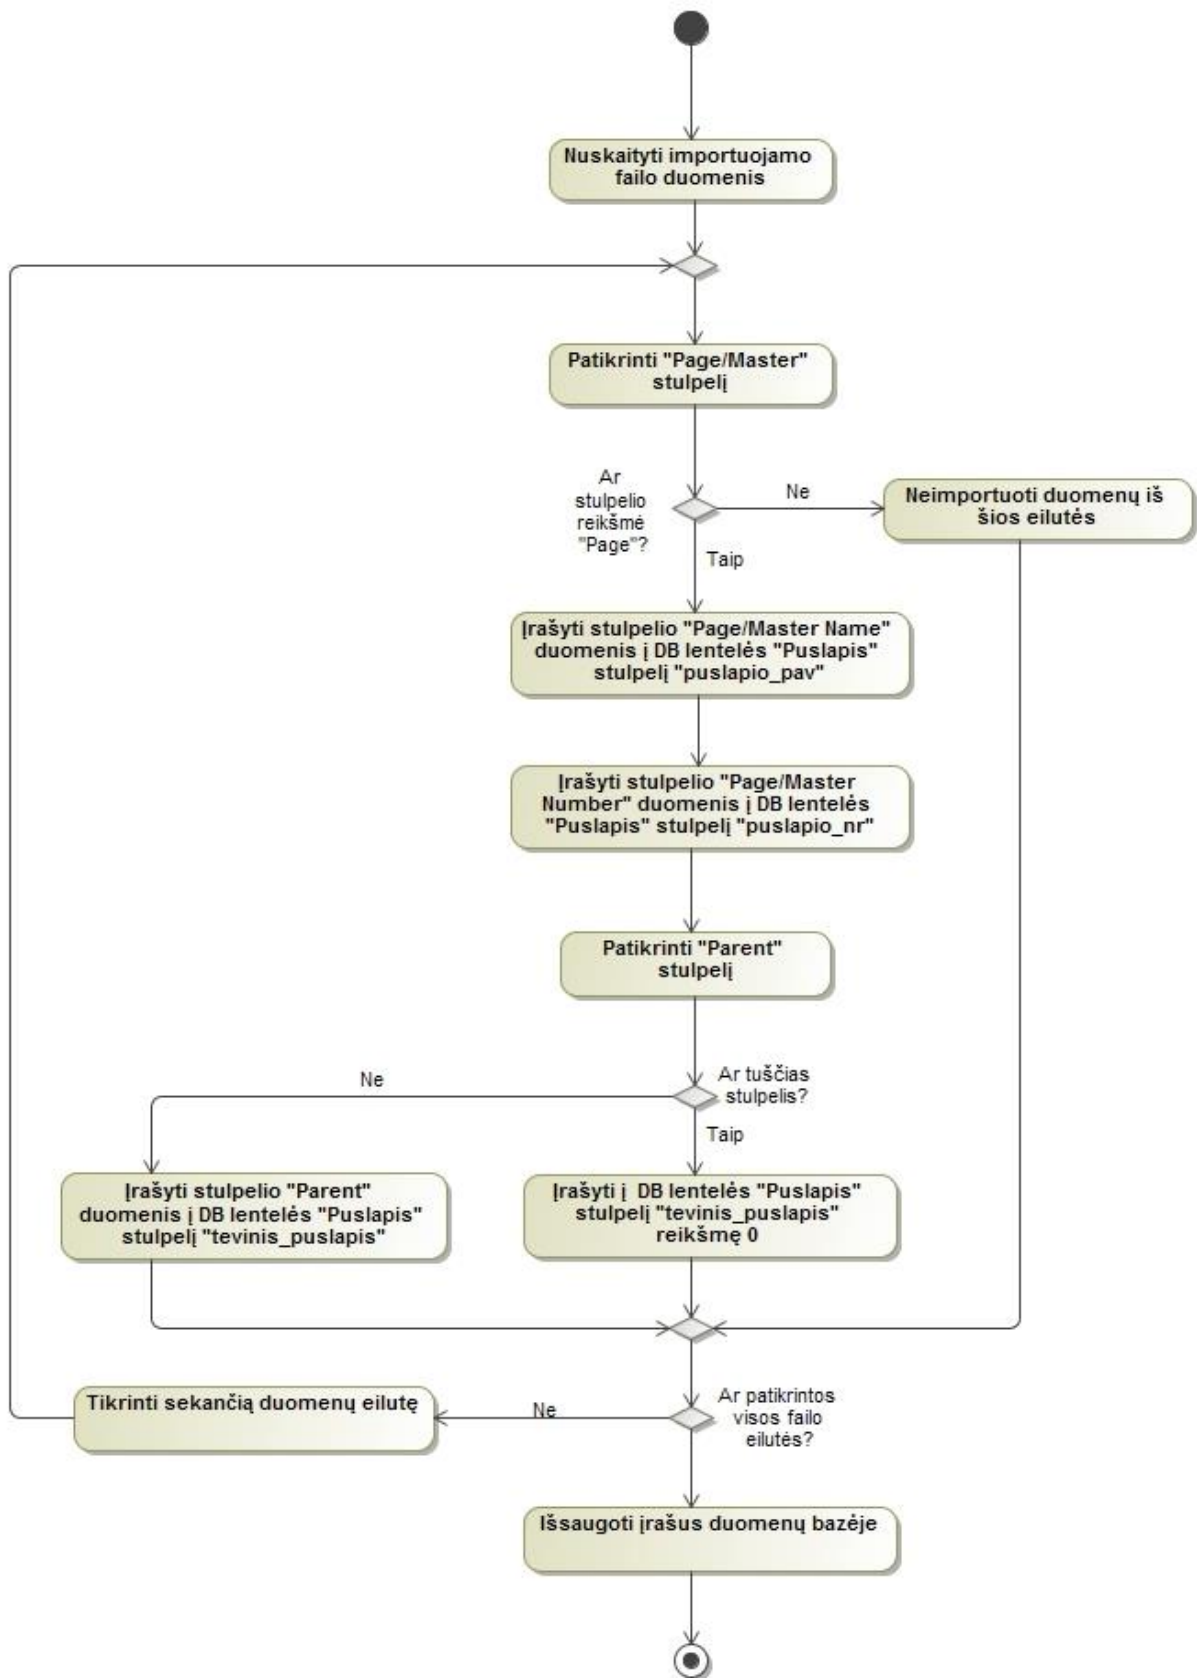 Nuskaityti importuojamo
failo duomenis
Patikrinti "Page/Master"
stulpelį
Ar
stulpelio
reikšmė
"Page"?
Ne
Neimportuoti duomenų iš
šios eilutės
Taip
Įrašyti stulpelio "Page/Master Name"
duomenis į DB lentelės "Puslapis"
stulpelį "puslapio_pav"
Įrašyti stulpelio "Page/Master
Number" duomenis į DB lentelės
"Puslapis" stulpelį "puslapio_nr"
Patikrinti "Parent"
stulpelį
Ne
Ar tuščias
stulpelis?
Taip
Įrašyti stulpelio "Parent"
duomenis į DB lentelės "Puslapis"
stulpelį "tevinis_puslapis"
Įrašyti į DB lentelės "Puslapis"
stulpelį "tevinis_puslapis"
reikšmę 0
Tikrinti sekančią duomenų eilutę
Ne
Ar patikrintos
visos failo
eilutės?
Išsaugoti įrašus duomenų bazėje